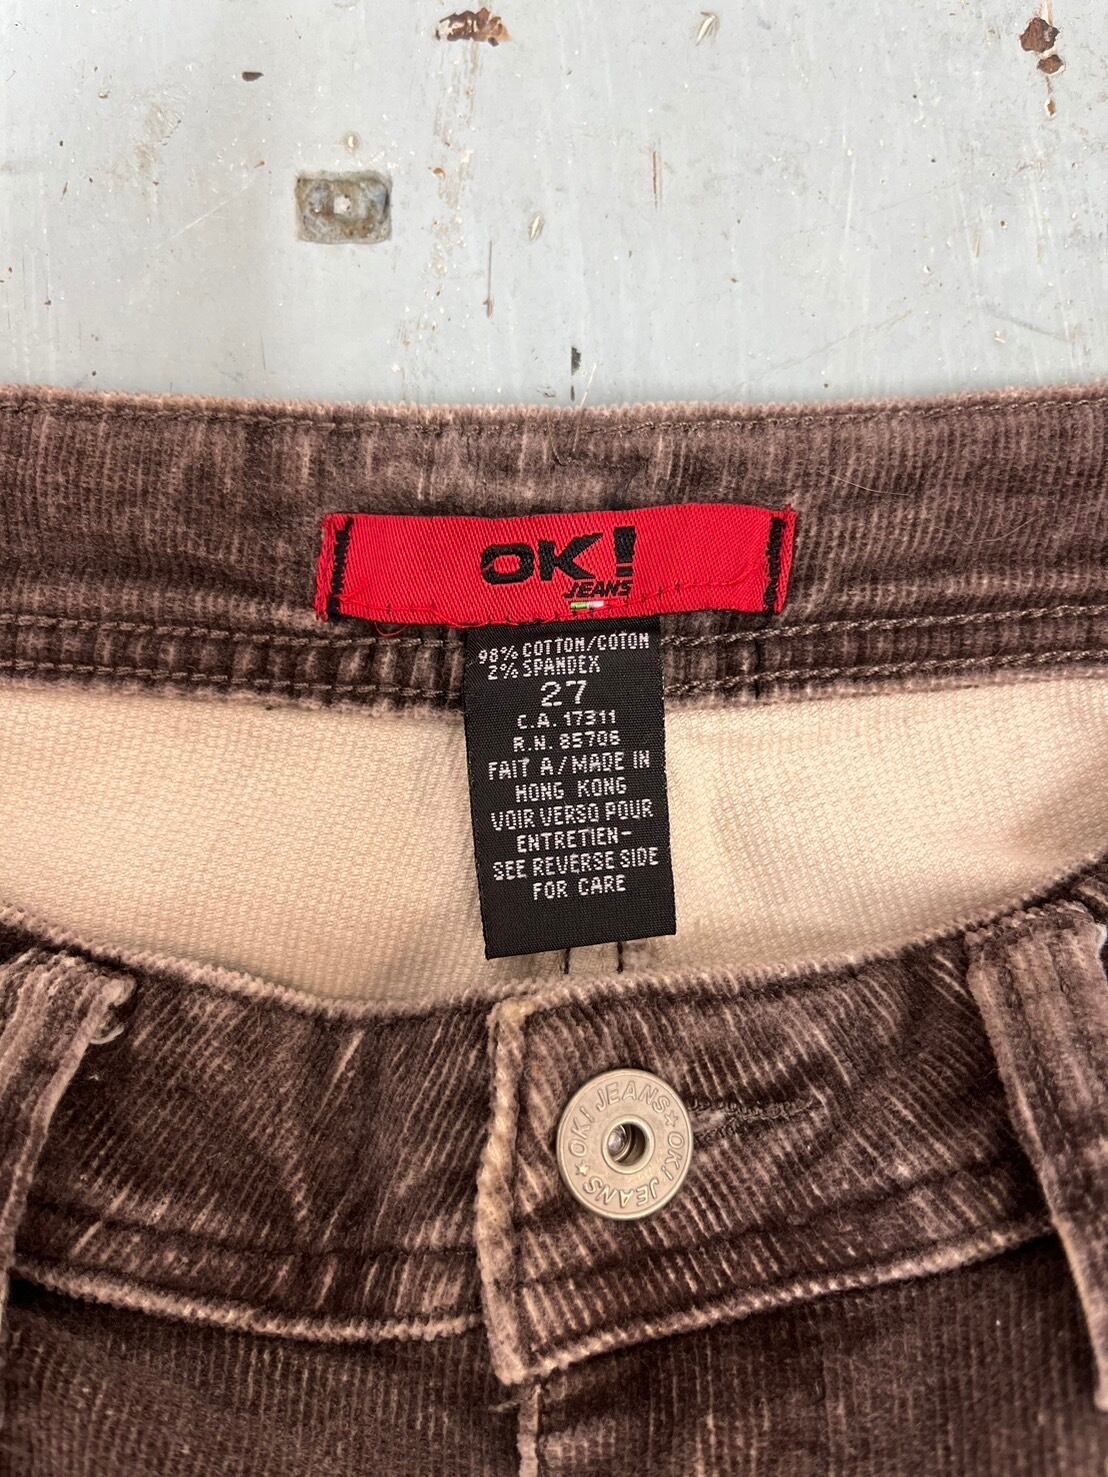 OK!
JEANS
98% COTTON/COTON
2% SPANDEX
27
C.A. 17311
R.N. 85706
FAIT A/MADE IN
HONG KONG
VOIR VERSO POUR
ENTRETIEN-
SEE REVERSE SIDE
FOR CARE
OK! JEANS★OK! JEANS★